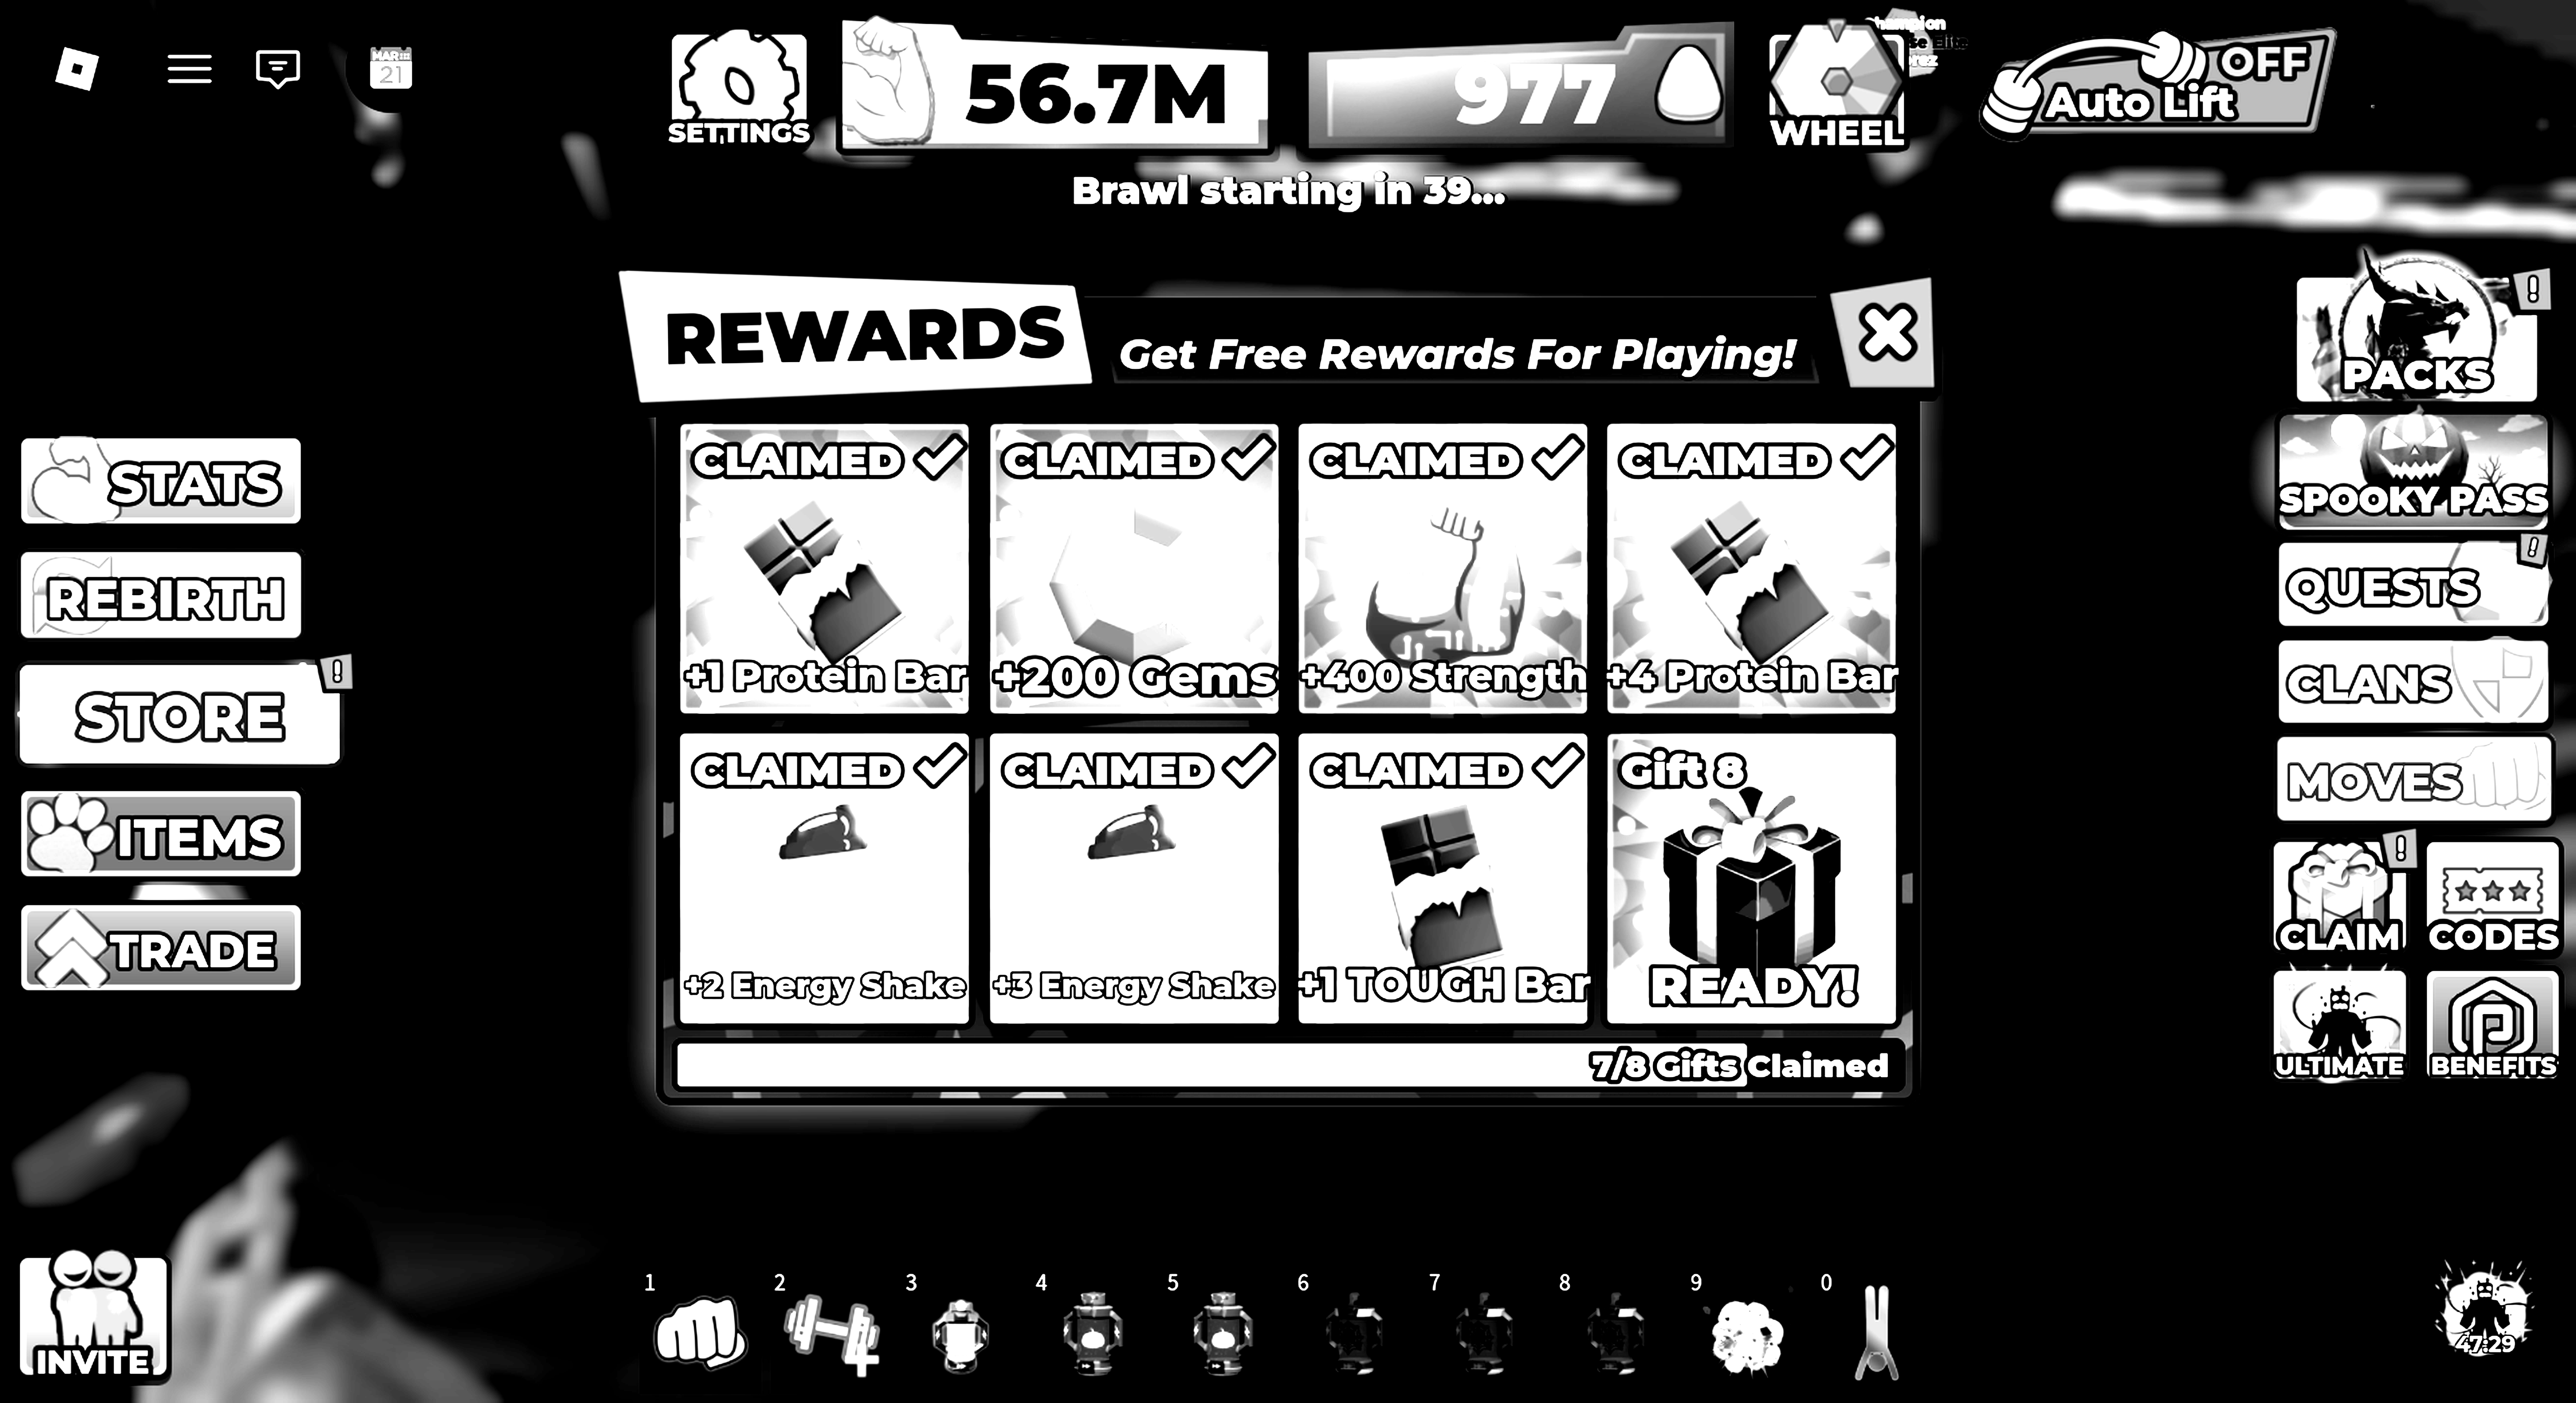 MAR
21
SETTINGS
56.7M
977
WHEEL
Champion
OFF
Auto Lift
Brawl starting in 39...
REWARDS
Get Free Rewards For Playing!
PACKS
!
STATS
REBIRTH
STORE
!
ITEMS
TRADE
CLAIMED
CLAIMED
CLAIMED
CLAIMED
+1 Protein Bar
+200 Gems
+400 Strength
+4 Protein Bar
CLAIMED
CLAIMED
CLAIMED
Gift 8
+2 Energy Shake
+3 Energy Shake
+1 TOUGH Bar
READY!
7/8 Gifts Claimed
SPOOKY PASS
QUESTS
!
CLANS
MOVES
CLAIM
!
CODES
ULTIMATE
BENEFITS
INVITE
1 2 3 4 5 6 7 8 9 0
47:29